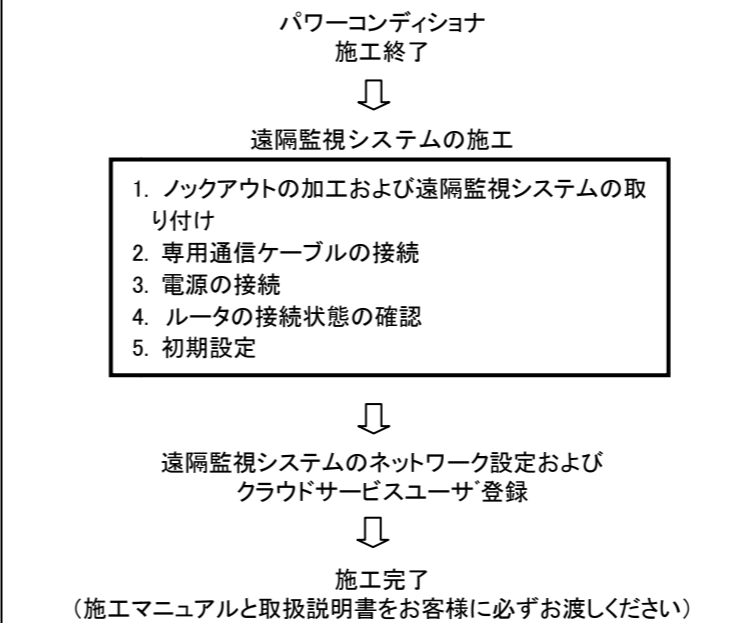 パワーコンディショナ
施工終了
遠隔監視システムの施工
1. ノックアウトの加工および遠隔監視システムの取
り付け
2. 専用通信ケーブルの接続
3. 電源の接続
4. ルータの接続状態の確認
5. 初期設定
遠隔監視システムのネットワーク設定および
クラウドサービスユーザ登録
施工完了
（施工マニュアルと取扱説明書をお客様に必ずお渡しください）